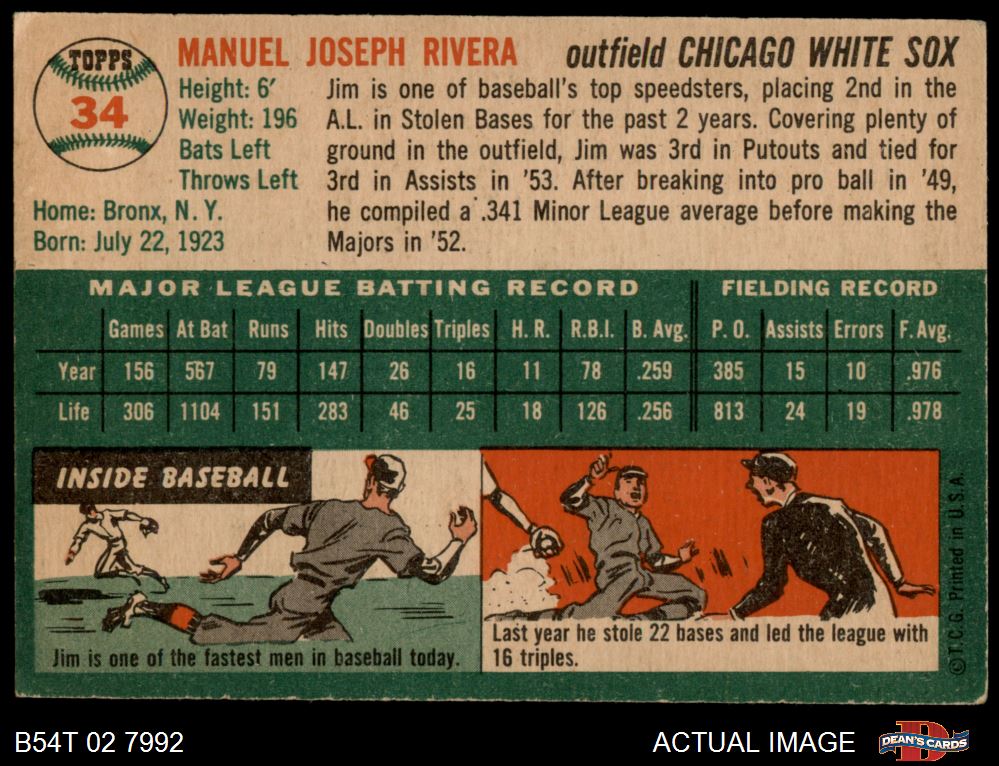 TOPPS
34
MANUEL JOSEPH RIVERA outfield CHICAGO WHITE SOX
Height: 6′
Weight: 196
Bats Left
Throws Left
Home: Bronx, N. Y.
Born: July 22, 1923
Jim is one of baseball's top speedsters, placing 2nd in the
A.L. in Stolen Bases for the past 2 years. Covering plenty of
ground in the outfield, Jim was 3rd in Putouts and tied for
3rd in Assists in '53. After breaking into pro ball in '49,
he compiled a .341 Minor League average before making the
Majors in '52.
MAJOR LEAGUE BATTING RECORD FIELDING RECORD
Games At Bat Runs Hits Doubles Triples H. R. R.B.I. B. Avg. P. O. Assists Errors F. Avg.
Year 156 567 79 147 26 16 11 78 .259 385 15 10 .976
Life 306 1104 151 283 46 25 18 126 .256 813 24 19 .978
INSIDE BASEBALL
Jim is one of the fastest men in baseball today.
Last year he stole 22 bases and led the league with
16 triples.
©T.C.G. Printed in U.S.A.
B54T 02 7992 ACTUAL IMAGE
D
DEAN'S CARDS